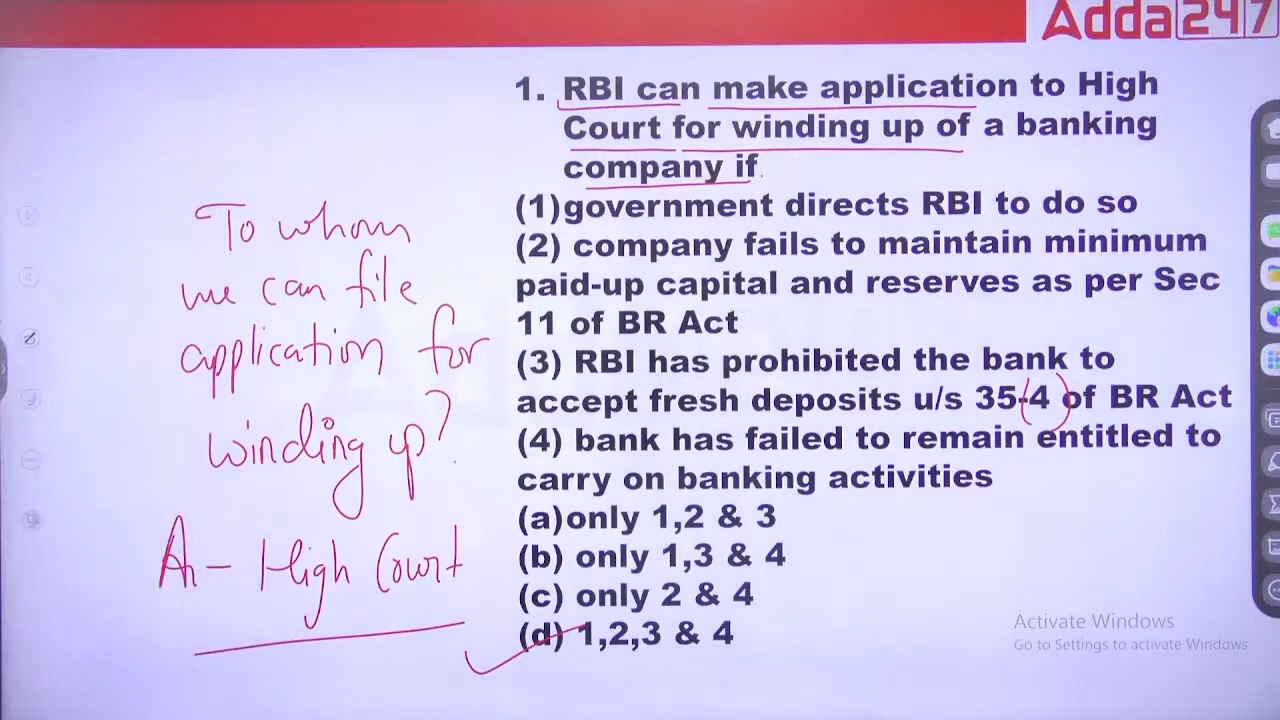 Adda247
1. RBI can make application to High
Court for winding up of a banking
company if.
(1)government directs RBI to do so
(2) company fails to maintain minimum
paid-up capital and reserves as per Sec
11 of BR Act
(3) RBI has prohibited the bank to
accept fresh deposits u/s 35-(4) of BR Act
(4) bank has failed to remain entitled to
carry on banking activities
(a)only 1,2 & 3
(b) only 1,3 & 4
(c) only 2 & 4
(d) 1,2,3 & 4
To whom
we can file
application for
winding up?
An- High Court
Activate Windows
Go to Settings to activate Windows